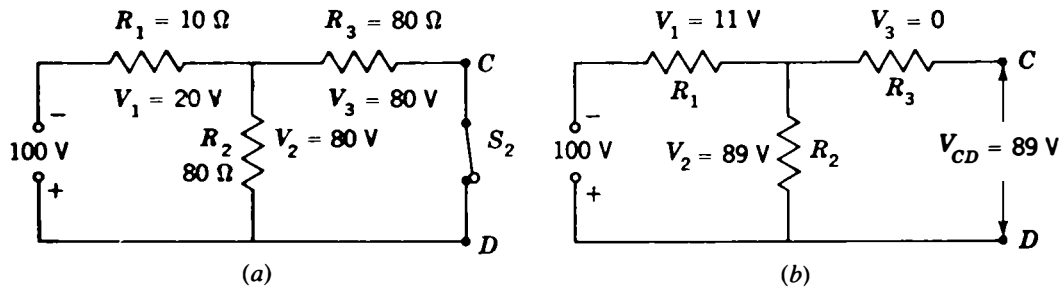 R₁ = 10 Ω
R₃ = 80 Ω
C
V₁ = 20 V
V₃ = 80 V
−
100 V
+
R₂
80 Ω
V₂ = 80 V
S₂
D
(a)
V₁ = 11 V
V₃ = 0
C
R₁
R₃
−
100 V
+
V₂ = 89 V
R₂
V_CD = 89 V
D
(b)